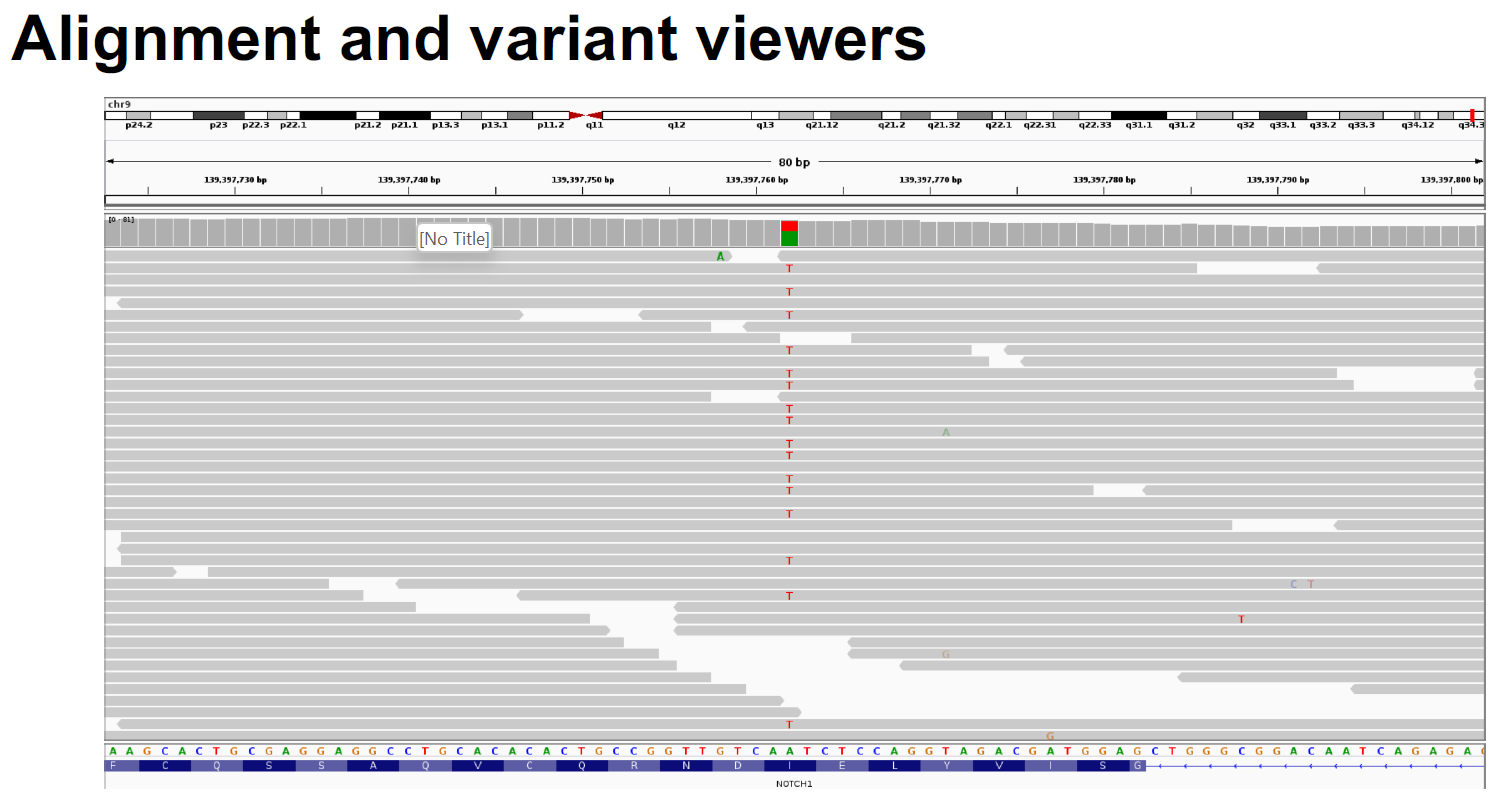 Alignment and variant viewers
chr9
p24.2 p23 p22.3 p22.1 p21.2 p21.1 p13.3 p13.1 p11.2 q11 q12 q13 q21.12 q21.2 q21.32 q22.1 q22.31 q22.33 q31.1 q31.2 q32 q33.1 q33.2 q33.3 q34.12 q34.3
80 bp
139,397,730 bp 139,397,740 bp 139,397,750 bp 139,397,760 bp 139,397,770 bp 139,397,780 bp 139,397,790 bp 139,397,800 bp
[0 - 81]
[No Title]
A
T
T
T
T
T
T
T
T
A
T
T
T
T
T
T
C T
T
T
G
T
G
A A G C A C T G C G A G G A G G C C T G C A C A C A C T G C C G G T T G T C A A T C T C C A G G T A G A C G A T G G A G C T G G G C G G A C A A T C A G A G A
F C Q S S A Q V C Q R N D I E L Y V I S G
NOTCH1